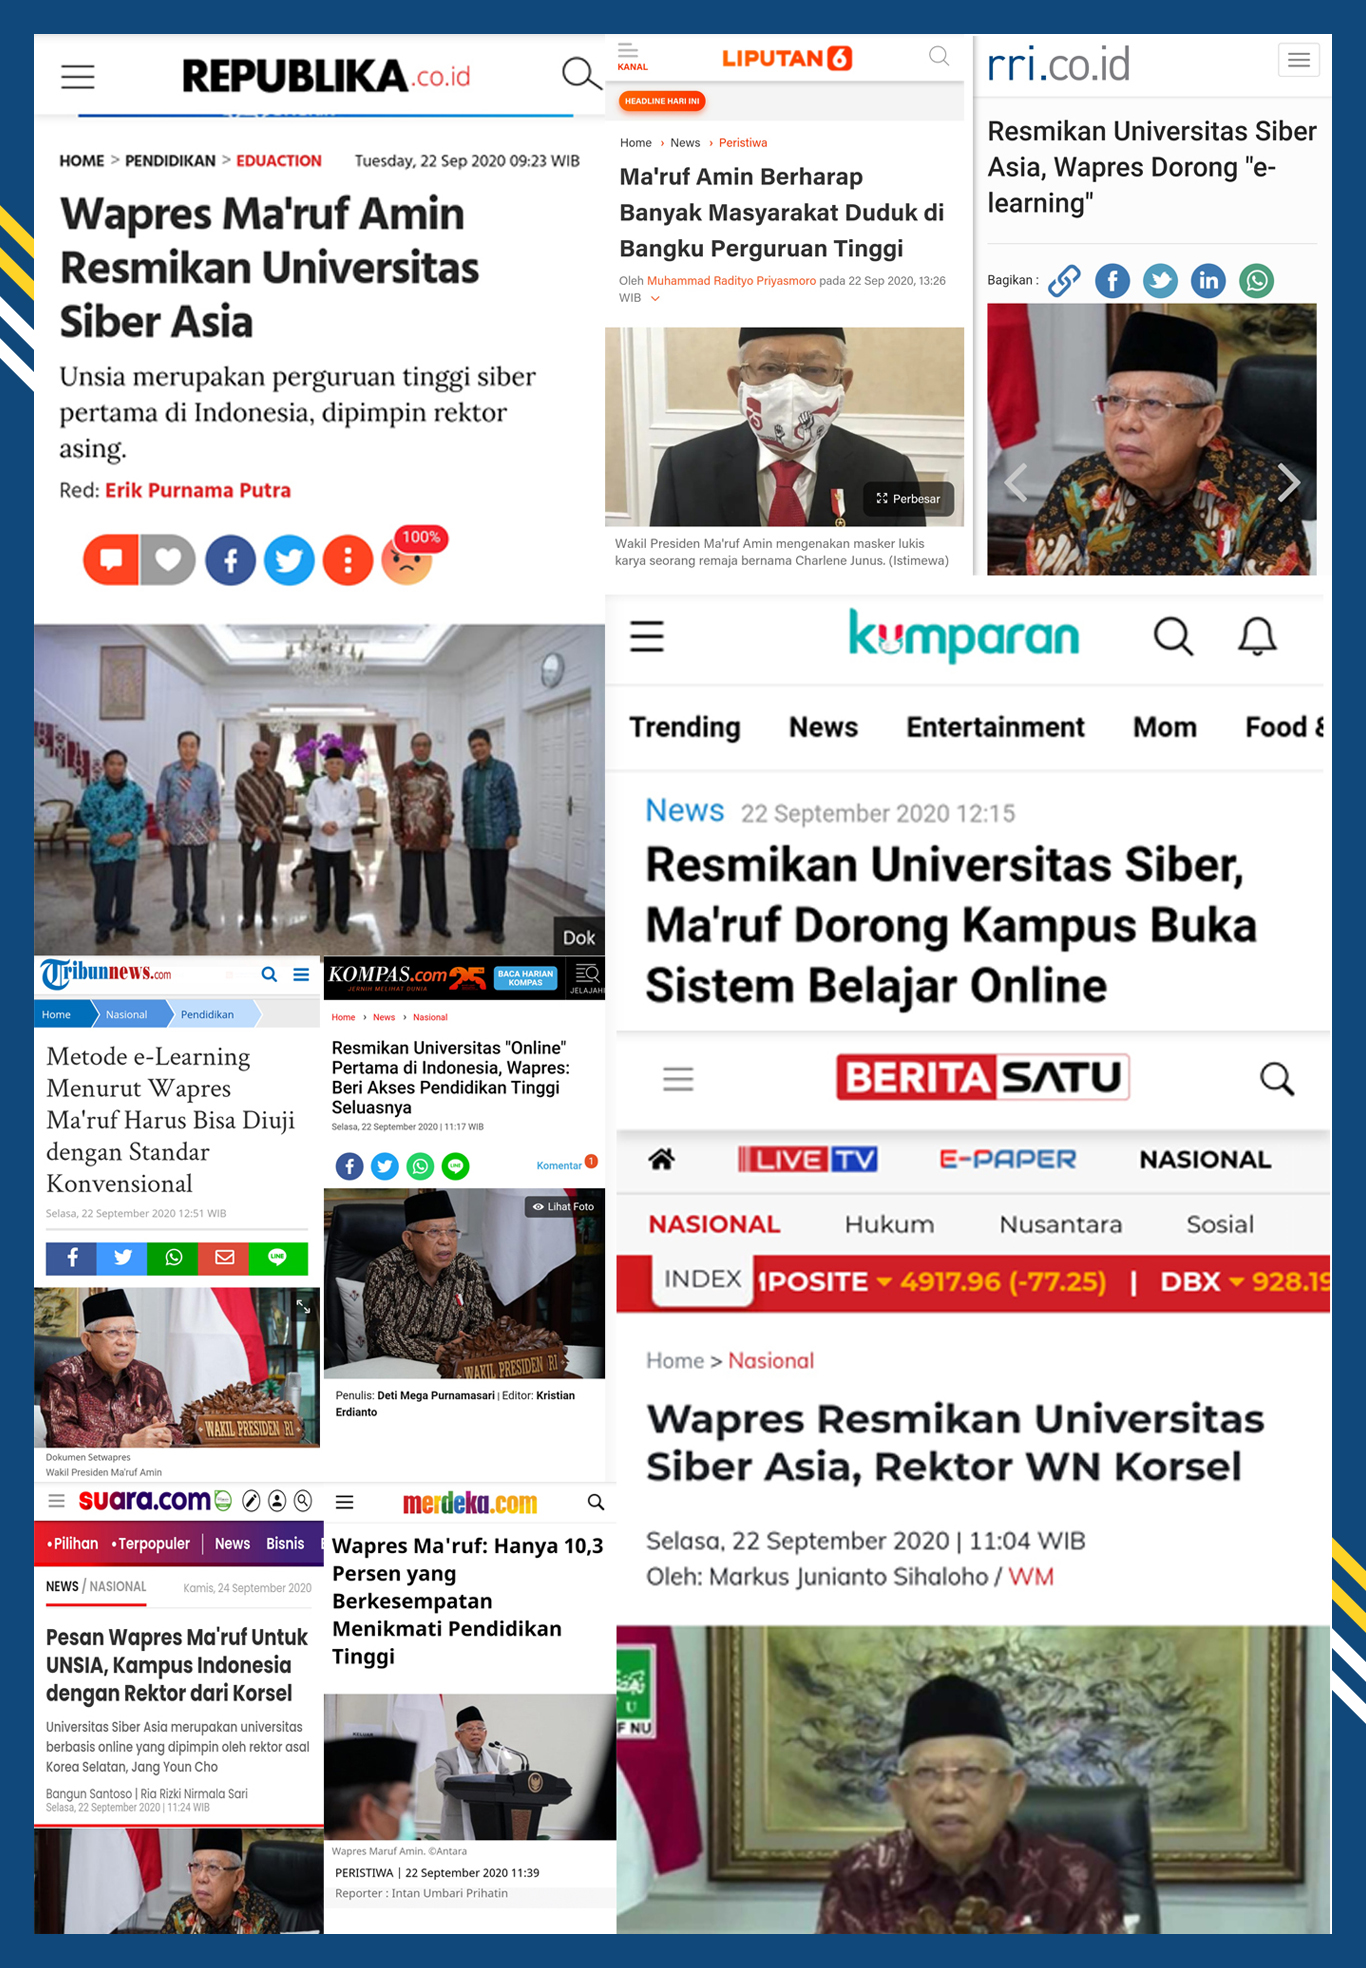 REPUBLIKA.co.id
HOME > PENDIDIKAN > EDUACTION
Tuesday, 22 Sep 2020 09:23 WIB
Wapres Ma'ruf Amin
Resmikan Universitas
Siber Asia
Unsia merupakan perguruan tinggi siber
pertama di Indonesia, dipimpin rektor
asing.
Red: Erik Purnama Putra
100%
Dok
KANAL
LIPUTAN 6
HEADLINE HARI INI
Home › News › Peristiwa
Ma'ruf Amin Berharap
Banyak Masyarakat Duduk di
Bangku Perguruan Tinggi
Oleh Muhammad Radityo Priyasmoro pada 22 Sep 2020, 13:26
WIB
Perbesar
Wakil Presiden Ma'ruf Amin mengenakan masker lukis
karya seorang remaja bernama Charlene Junus. (Istimewa)
rri.co.id
Resmikan Universitas Siber
Asia, Wapres Dorong "e-
learning"
Bagikan :
kumparan
Trending News Entertainment Mom Food &
News 22 September 2020 12:15
Resmikan Universitas Siber,
Ma'ruf Dorong Kampus Buka
Sistem Belajar Online
Tribunnews.com
Home Nasional Pendidikan
Metode e-Learning
Menurut Wapres
Ma'ruf Harus Bisa Diuji
dengan Standar
Konvensional
Selasa, 22 September 2020 12:51 WIB
LINE
WAKIL PRESIDEN RI
Dokumen Setwapres
Wakil Presiden Ma'ruf Amin
KOMPAS.com 25
JERNIH MELIHAT DUNIA
BACA HARIAN
KOMPAS
JELAJAHI
Home › News › Nasional
Resmikan Universitas "Online"
Pertama di Indonesia, Wapres:
Beri Akses Pendidikan Tinggi
Seluasnya
Selasa, 22 September 2020 | 11:17 WIB
LINE
Komentar 1
Lihat Foto
WAKIL PRESIDEN RI
Penulis: Deti Mega Purnamasari | Editor: Kristian
Erdianto
BERITA SATU
LIVE TV E-PAPER NASIONAL
NASIONAL Hukum Nusantara Sosial
INDEX MPOSITE 4917.96 (-77.25) | DBX 928.19
Home > Nasional
Wapres Resmikan Universitas
Siber Asia, Rektor WN Korsel
Selasa, 22 September 2020 | 11:04 WIB
Oleh: Markus Junianto Sihaloho / WM
U
F NU
suara.com
•Pilihan •Terpopuler | News Bisnis
NEWS / NASIONAL
Kamis, 24 September 2020
Pesan Wapres Ma'ruf Untuk
UNSIA, Kampus Indonesia
dengan Rektor dari Korsel
Universitas Siber Asia merupakan universitas
berbasis online yang dipimpin oleh rektor asal
Korea Selatan, Jang Youn Cho
Bangun Santoso | Ria Rizki Nirmala Sari
Selasa, 22 September 2020 | 11:24 WIB
merdeka.com
Wapres Ma'ruf: Hanya 10,3
Persen yang
Berkesempatan
Menikmati Pendidikan
Tinggi
Wapres Maruf Amin. ©Antara
PERISTIWA | 22 September 2020 11:39
Reporter : Intan Umbari Prihatin